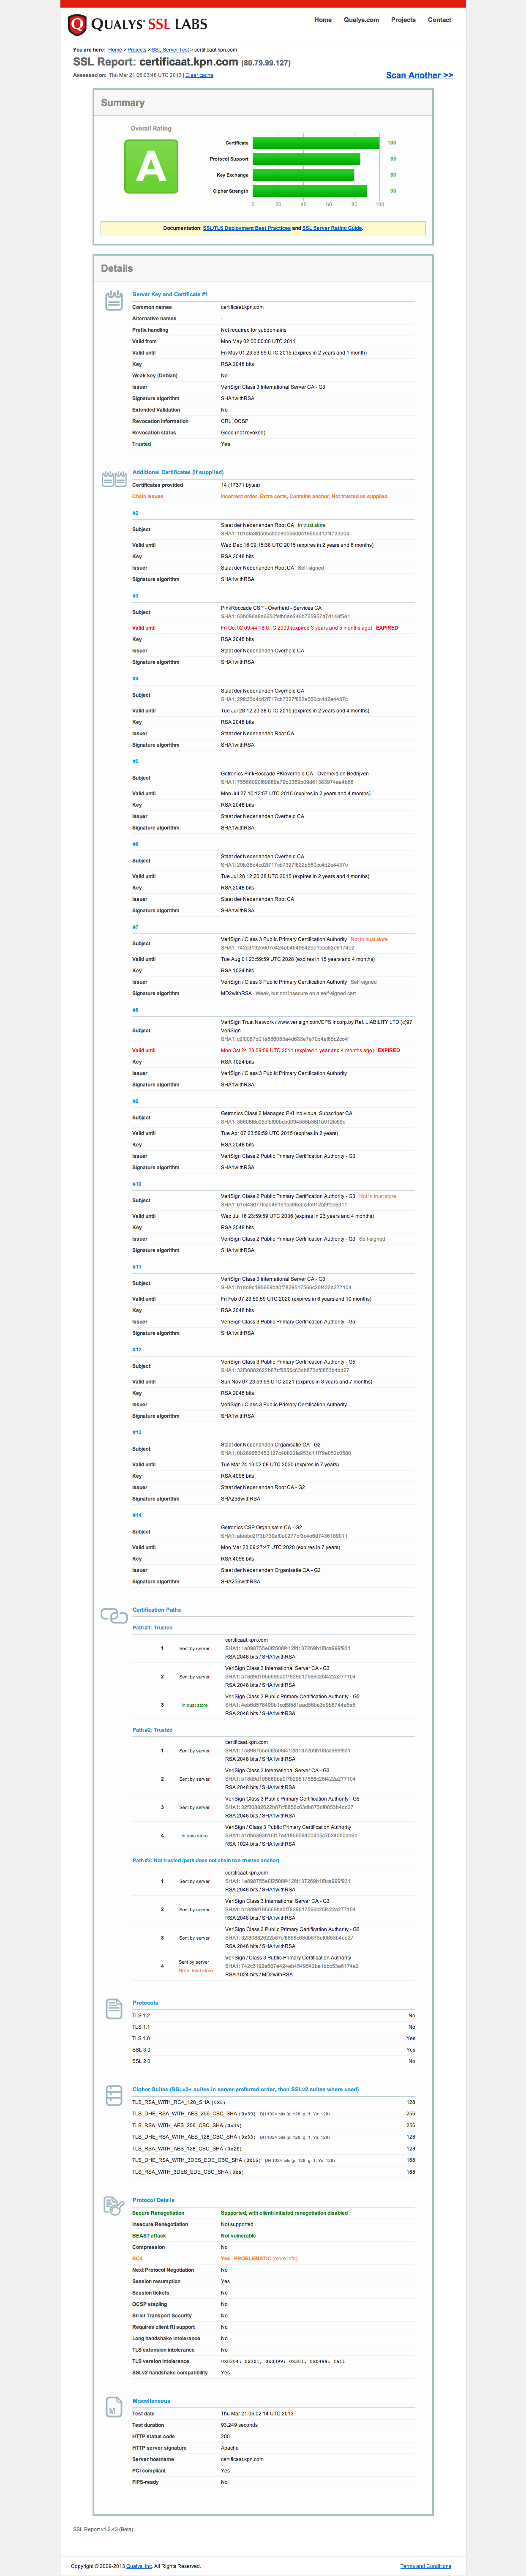 QUALYS® SSL LABS
Home Qualys.com Projects Contact
You are here: Home > Projects > SSL Server Test > certificaat.kpn.com
SSL Report: certificaat.kpn.com (80.79.99.127)
Assessed on: Thu Mar 21 06:03:48 UTC 2013 | Clear cache
Scan Another >>
Summary
Overall Rating
A
Certificate 100
Protocol Support 85
Key Exchange 80
Cipher Strength 90
0 20 40 60 80 100
Documentation: SSL/TLS Deployment Best Practices and SSL Server Rating Guide.
Details
Server Key and Certificate #1
Common names certificaat.kpn.com
Alternative names -
Prefix handling Not required for subdomains
Valid from Mon May 02 00:00:00 UTC 2011
Valid until Fri May 01 23:59:59 UTC 2015 (expires in 2 years and 1 month)
Key RSA 2048 bits
Weak key (Debian) No
Issuer VeriSign Class 3 International Server CA - G3
Signature algorithm SHA1withRSA
Extended Validation No
Revocation information CRL, OCSP
Revocation status Good (not revoked)
Trusted Yes
Additional Certificates (if supplied)
Certificates provided 14 (17371 bytes)
Chain issues Incorrect order, Extra certs, Contains anchor, Not trusted as supplied
#2
Subject Staat der Nederlanden Root CA In trust store
Valid until Wed Dec 16 09:15:38 UTC 2015 (expires in 2 years and 8 months)
Key RSA 2048 bits
Issuer Staat der Nederlanden Root CA Self-signed
Signature algorithm SHA1withRSA
#3
Subject PinkRoccade CSP - Overheid - Services CA
Valid until Fri Oct 02 09:44:18 UTC 2009 (expired 3 years and 5 months ago) EXPIRED
Key RSA 2048 bits
Issuer Staat der Nederlanden Overheid CA
Signature algorithm SHA1withRSA
#4
Subject Staat der Nederlanden Overheid CA
Valid until Tue Jul 28 12:20:38 UTC 2015 (expires in 2 years and 4 months)
Key RSA 2048 bits
Issuer Staat der Nederlanden Root CA
Signature algorithm SHA1withRSA
#5
Subject Getronics PinkRoccade PKIoverheid CA - Overheid en Bedrijven
Valid until Mon Jul 27 10:12:57 UTC 2015 (expires in 2 years and 4 months)
Key RSA 2048 bits
Issuer Staat der Nederlanden Overheid CA
Signature algorithm SHA1withRSA
#6
Subject Staat der Nederlanden Overheid CA
Valid until Tue Jul 28 12:20:38 UTC 2015 (expires in 2 years and 4 months)
Key RSA 2048 bits
Issuer Staat der Nederlanden Root CA
Signature algorithm SHA1withRSA
#7
Subject VeriSign / Class 3 Public Primary Certification Authority Not in trust store
Valid until Tue Aug 01 23:59:59 UTC 2028 (expires in 15 years and 4 months)
Key RSA 1024 bits
Issuer VeriSign / Class 3 Public Primary Certification Authority Self-signed
Signature algorithm MD2withRSA Weak, but not insecure on a self-signed cert
#8
Subject VeriSign Trust Network / www.verisign.com/CPS Incorp.by Ref. LIABILITY LTD.(c)97
VeriSign
Valid until Mon Oct 24 23:59:59 UTC 2011 (expired 1 year and 4 months ago) EXPIRED
Key RSA 1024 bits
Issuer VeriSign / Class 3 Public Primary Certification Authority
Signature algorithm SHA1withRSA
#9
Subject Getronics Class 2 Managed PKI Individual Subscriber CA
Valid until Tue Apr 07 23:59:59 UTC 2015 (expires in 2 years)
Key RSA 2048 bits
Issuer VeriSign Class 2 Public Primary Certification Authority - G3
Signature algorithm SHA1withRSA
#10
Subject VeriSign Class 2 Public Primary Certification Authority - G3 Not in trust store
Valid until Wed Jul 16 23:59:59 UTC 2036 (expires in 23 years and 4 months)
Key RSA 2048 bits
Issuer VeriSign Class 2 Public Primary Certification Authority - G3 Self-signed
Signature algorithm SHA1withRSA
#11
Subject VeriSign Class 3 International Server CA - G3
Valid until Fri Feb 07 23:59:59 UTC 2020 (expires in 6 years and 10 months)
Key RSA 2048 bits
Issuer VeriSign Class 3 Public Primary Certification Authority - G5
Signature algorithm SHA1withRSA
#12
Subject VeriSign Class 3 Public Primary Certification Authority - G5
Valid until Sun Nov 07 23:59:59 UTC 2021 (expires in 8 years and 7 months)
Key RSA 2048 bits
Issuer VeriSign / Class 3 Public Primary Certification Authority
Signature algorithm SHA1withRSA
#13
Subject Staat der Nederlanden Organisatie CA - G2
Valid until Tue Mar 24 13:02:08 UTC 2020 (expires in 7 years)
Key RSA 4096 bits
Issuer Staat der Nederlanden Root CA - G2
Signature algorithm SHA256withRSA
#14
Subject Getronics CSP Organisatie CA - G2
Valid until Mon Mar 23 09:27:47 UTC 2020 (expires in 7 years)
Key RSA 4096 bits
Issuer Staat der Nederlanden Organisatie CA - G2
Signature algorithm SHA256withRSA
Certification Paths
Path #1: Trusted
certificaat.kpn.com
1 Sent by server
RSA 2048 bits / SHA1withRSA
VeriSign Class 3 International Server CA - G3
2 Sent by server
RSA 2048 bits / SHA1withRSA
VeriSign Class 3 Public Primary Certification Authority - G5
3 In trust store
RSA 2048 bits / SHA1withRSA
Path #2: Trusted
certificaat.kpn.com
1 Sent by server
RSA 2048 bits / SHA1withRSA
VeriSign Class 3 International Server CA - G3
2 Sent by server
RSA 2048 bits / SHA1withRSA
VeriSign Class 3 Public Primary Certification Authority - G5
3 Sent by server
RSA 2048 bits / SHA1withRSA
VeriSign / Class 3 Public Primary Certification Authority
4 In trust store
RSA 1024 bits / SHA1withRSA
Path #3: Not trusted (path does not chain to a trusted anchor)
certificaat.kpn.com
1 Sent by server
RSA 2048 bits / SHA1withRSA
VeriSign Class 3 International Server CA - G3
2 Sent by server
RSA 2048 bits / SHA1withRSA
VeriSign Class 3 Public Primary Certification Authority - G5
3 Sent by server
RSA 2048 bits / SHA1withRSA
VeriSign / Class 3 Public Primary Certification Authority
4 Sent by server
Not in trust store
RSA 1024 bits / MD2withRSA
Protocols
TLS 1.2 No
TLS 1.1 No
TLS 1.0 Yes
SSL 3.0 Yes
SSL 2.0 No
Cipher Suites (SSLv3+ suites in server-preferred order, then SSLv2 suites where used)
TLS_RSA_WITH_RC4_128_SHA (0x5) 128
TLS_DHE_RSA_WITH_AES_256_CBC_SHA (0x39) DH 1024 bits (p: 128, g: 1, Ys: 128) 256
TLS_RSA_WITH_AES_256_CBC_SHA (0x35) 256
TLS_DHE_RSA_WITH_AES_128_CBC_SHA (0x33) DH 1024 bits (p: 128, g: 1, Ys: 128) 128
TLS_RSA_WITH_AES_128_CBC_SHA (0x2f) 128
TLS_DHE_RSA_WITH_3DES_EDE_CBC_SHA (0x16) DH 1024 bits (p: 128, g: 1, Ys: 128) 168
TLS_RSA_WITH_3DES_EDE_CBC_SHA (0xa) 168
Protocol Details
Secure Renegotiation Supported, with client-initiated renegotiation disabled
Insecure Renegotiation Not supported
BEAST attack Not vulnerable
Compression No
RC4 Yes PROBLEMATIC (more info)
Next Protocol Negotiation No
Session resumption Yes
Session tickets No
OCSP stapling No
Strict Transport Security No
Requires client RI support No
Long handshake intolerance No
TLS extension intolerance No
TLS version intolerance 0x0304: 0x301, 0x0399: 0x301, 0x0499: fail
SSLv2 handshake compatibility Yes
Miscellaneous
Test date Thu Mar 21 06:02:14 UTC 2013
Test duration 93.249 seconds
HTTP status code 200
HTTP server signature Apache
Server hostname certificaat.kpn.com
PCI compliant Yes
FIPS-ready No
SSL Report v1.2.43 (Beta)
Copyright © 2009-2013 Qualys, Inc. All Rights Reserved.
Terms and Conditions